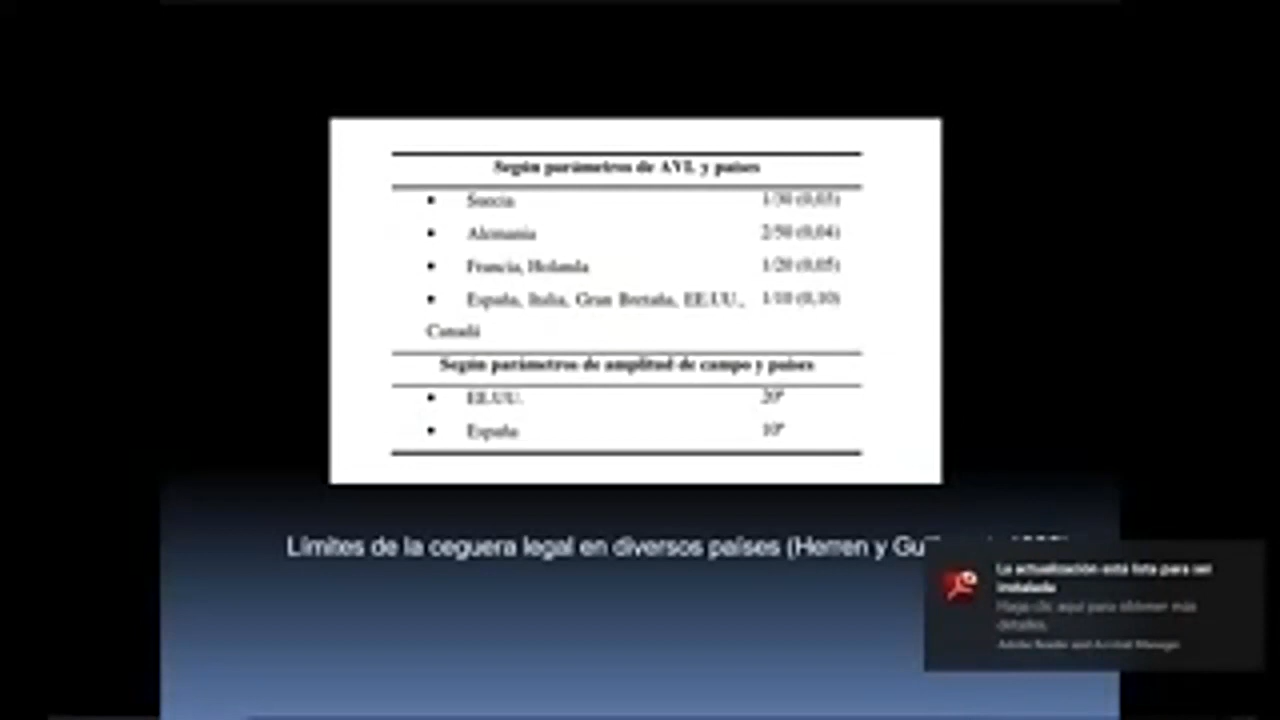 Según parámetros de AVL y países
• Suecia 1/30 (0,03)
• Alemania 2/50 (0,04)
• Francia, Holanda 1/20 (0,05)
• España, Italia, Gran Bretaña, EE.UU., 1/10 (0,10)
Canadá
Según parámetros de amplitud de campo y países
• EE.UU. 20º
• España 10º
Límites de la ceguera legal en diversos países (Herren y
La actualización está lista para ser
instalada
Haga clic aquí para obtener más
detalles.
Adobe Reader and Acrobat Manager